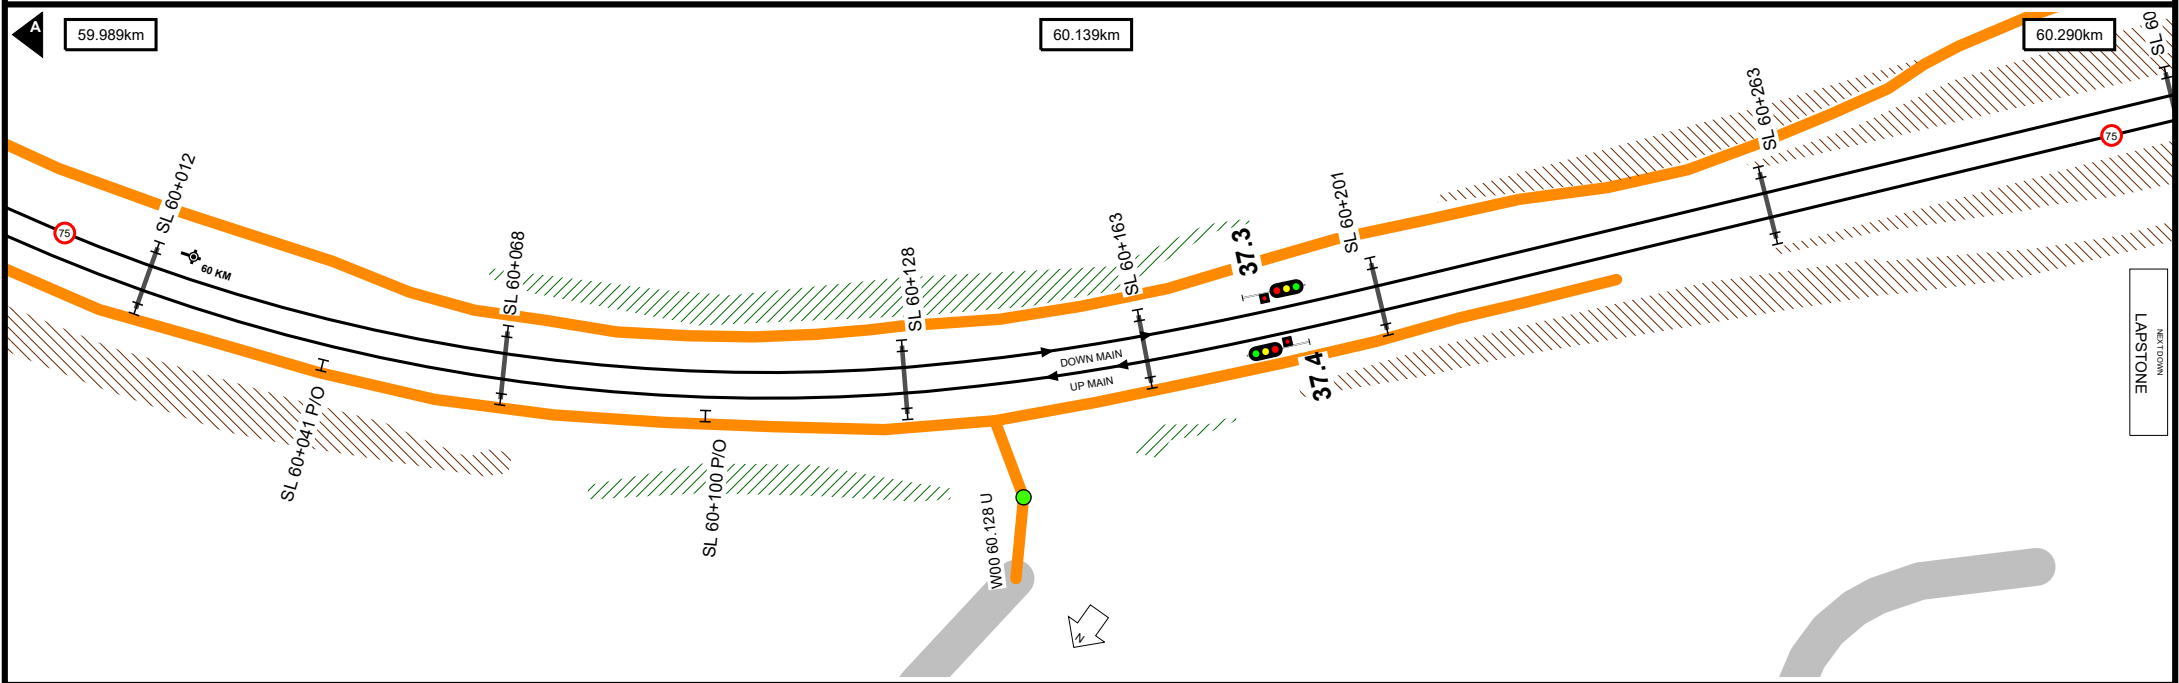 A
59.989km
60.139km
60.290km
SL 60
SL 60+012
SL 60+068
SL 60+128
SL 60+163
SL 60+201
SL 60+263
75
75
60 KM
37.3
37.4
DOWN MAIN
UP MAIN
SL 60+041 P/O
SL 60+100 P/O
W00 60.128 U
NEXT DOWN
LAPSTONE
N